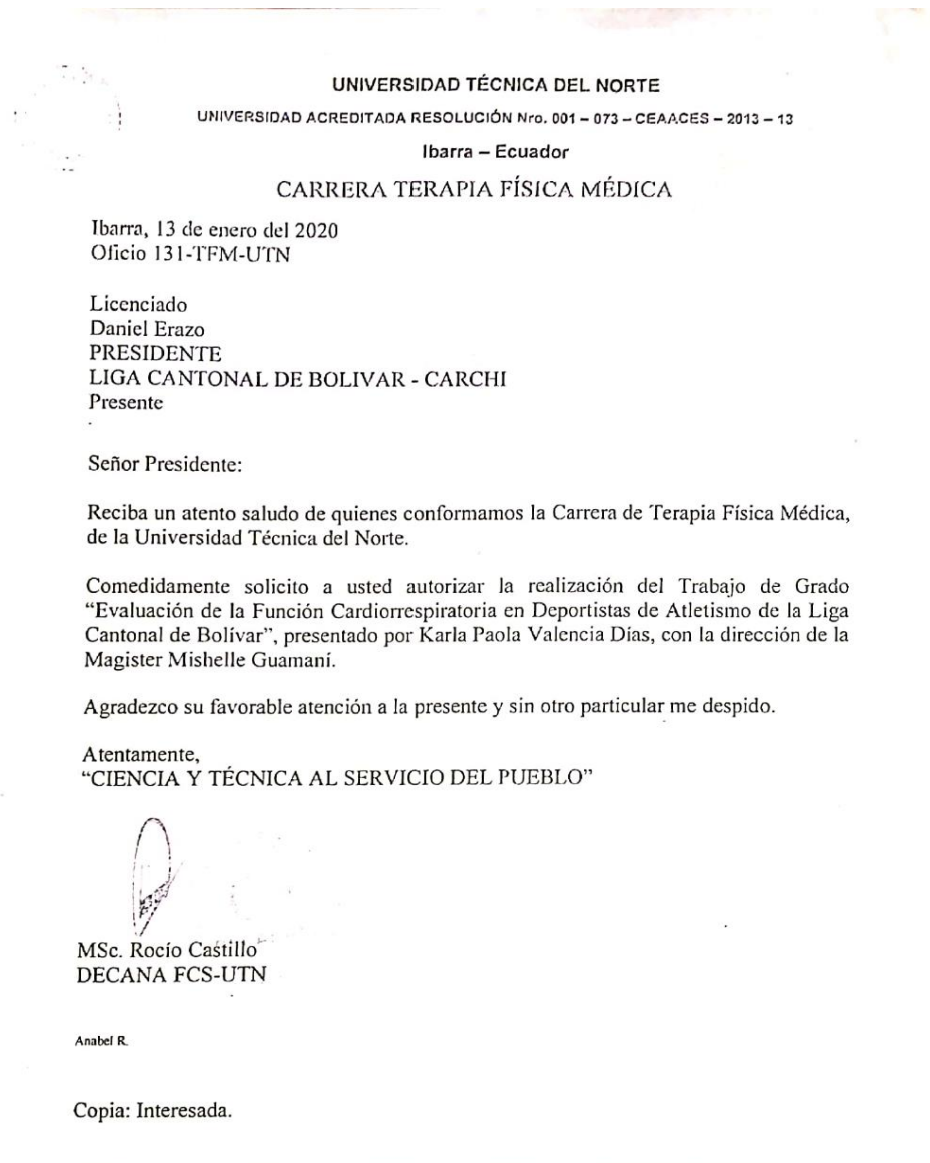 UNIVERSIDAD TÉCNICA DEL NORTE
UNIVERSIDAD ACREDITADA RESOLUCIÓN Nro. 001 – 073 – CEAACES – 2013 – 13
Ibarra – Ecuador
CARRERA TERAPIA FÍSICA MÉDICA
Ibarra, 13 de enero del 2020
Oficio 131-TFM-UTN
Licenciado
Daniel Erazo
PRESIDENTE
LIGA CANTONAL DE BOLIVAR - CARCHI
Presente
Señor Presidente:
Reciba un atento saludo de quienes conformamos la Carrera de Terapia Física Médica,
de la Universidad Técnica del Norte.
Comedidamente solicito a usted autorizar la realización del Trabajo de Grado
“Evaluación de la Función Cardiorrespiratoria en Deportistas de Atletismo de la Liga
Cantonal de Bolívar”, presentado por Karla Paola Valencia Días, con la dirección de la
Magister Mishelle Guamaní.
Agradezco su favorable atención a la presente y sin otro particular me despido.
Atentamente,
“CIENCIA Y TÉCNICA AL SERVICIO DEL PUEBLO”
MSc. Rocío Castillo
DECANA FCS-UTN
Anabel R.
Copia: Interesada.